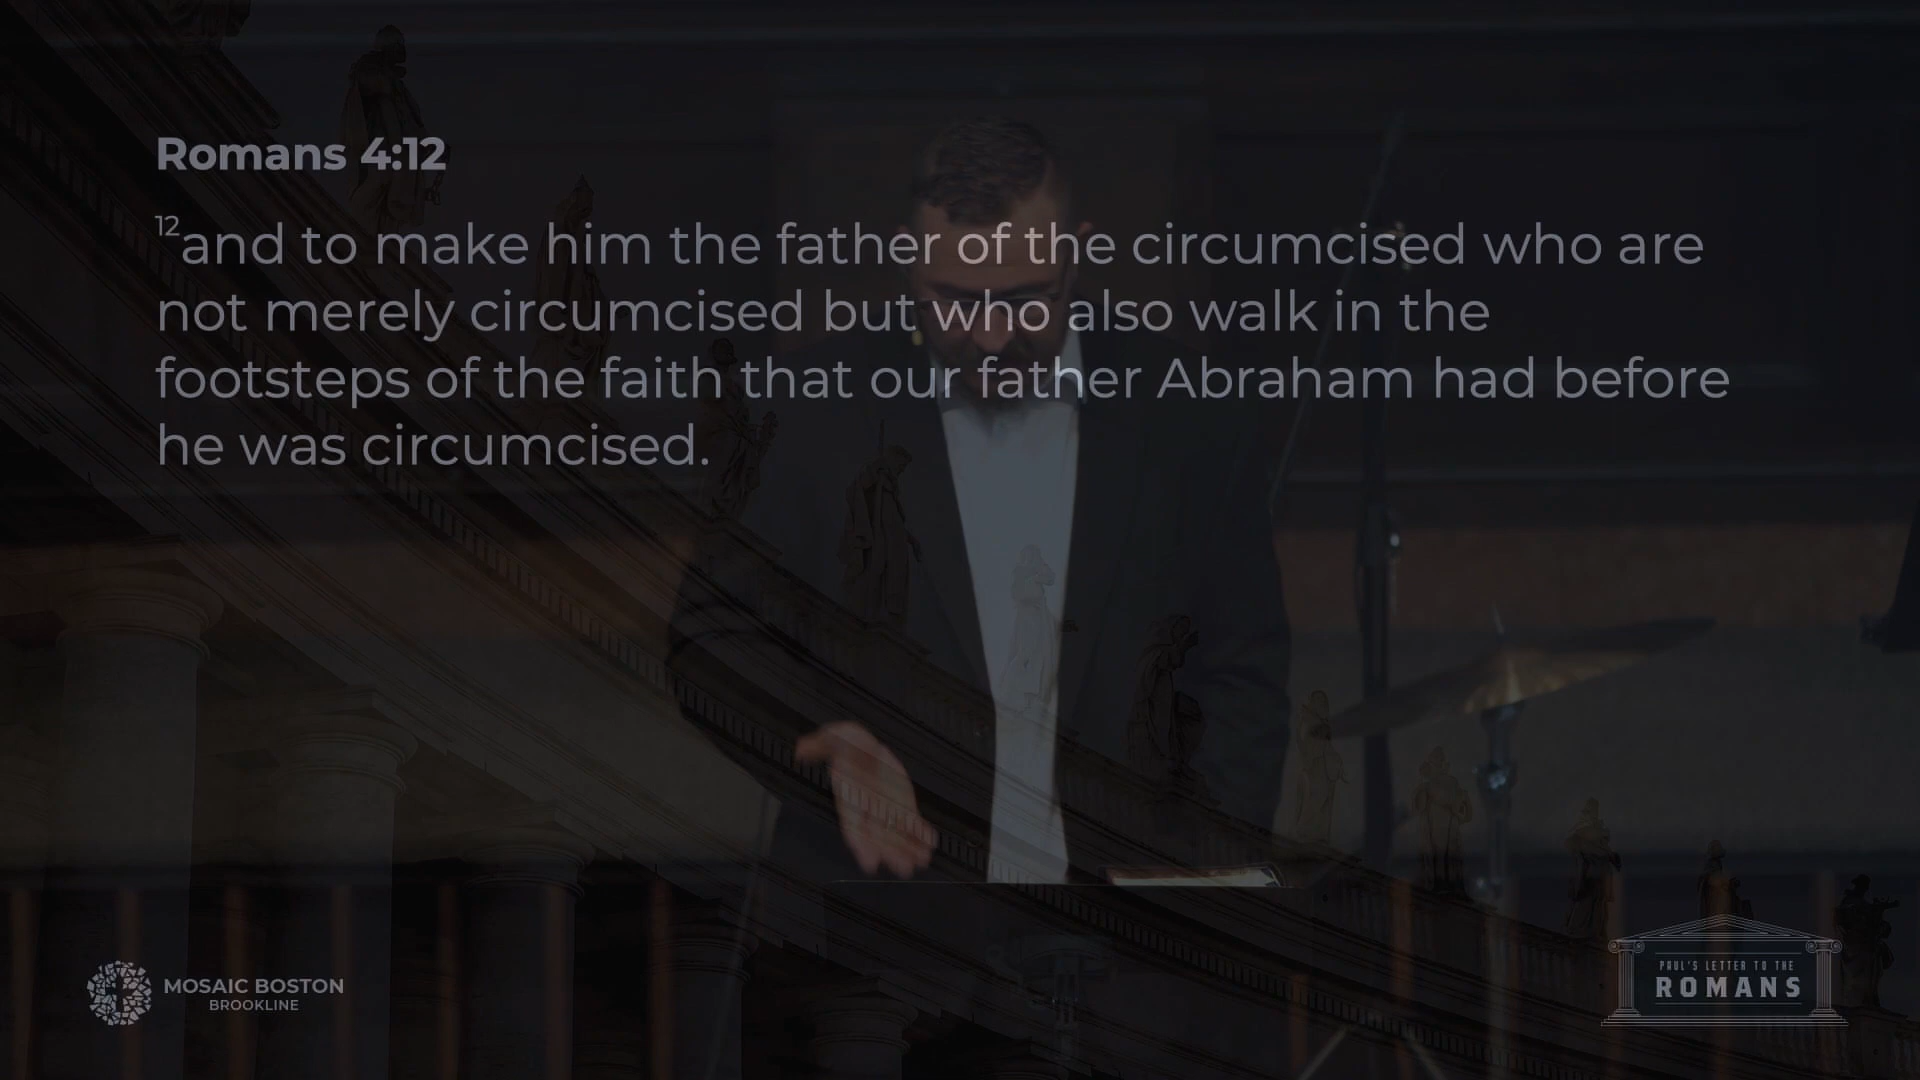 Romans 4:12
12and to make him the father of the circumcised who are
not merely circumcised but who also walk in the
footsteps of the faith that our father Abraham had before
he was circumcised.
MOSAIC BOSTON
BROOKLINE
PAUL'S LETTER TO THE
ROMANS